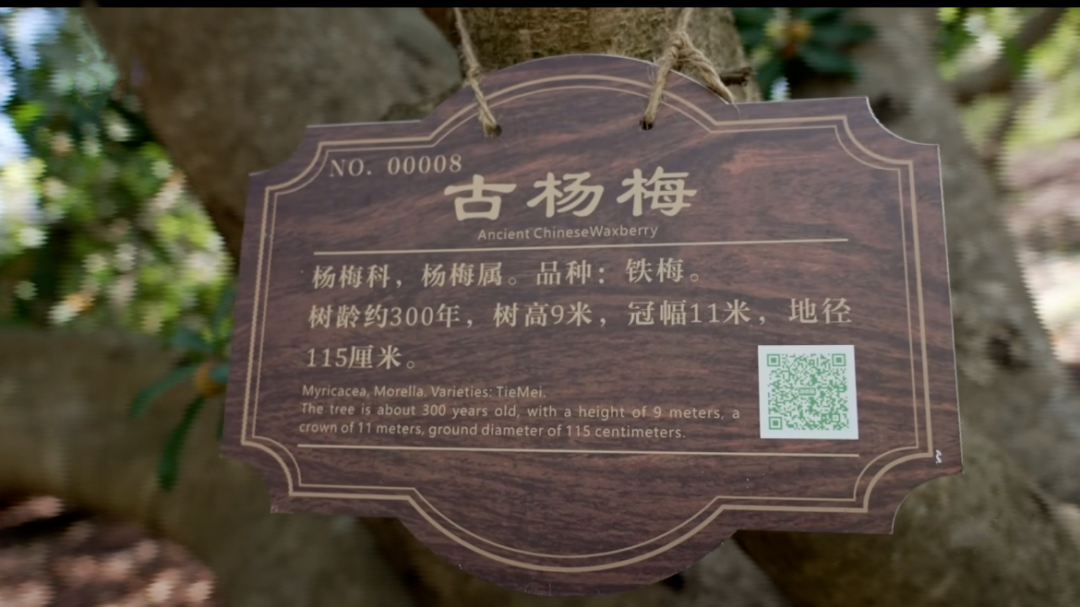 NO. 00008
古杨梅
Ancient ChineseWaxberry
杨梅科，杨梅属。品种：铁梅。
树龄约300年，树高9米，冠幅11米，地径
115厘米。
Myricacea, Morella. Varieties: TieMei.
The tree is about 300 years old, with a height of 9 meters, a
crown of 11 meters, ground diameter of 115 centimeters.